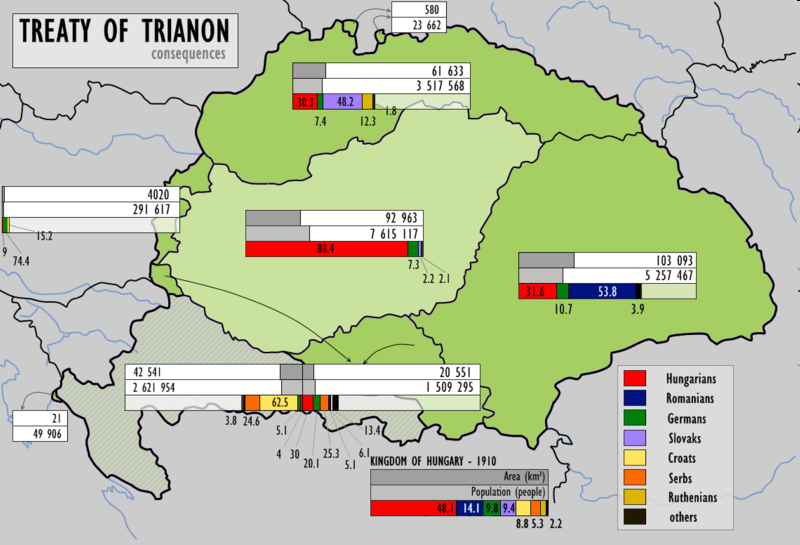 TREATY OF TRIANON
consequences
580
23 662
61 633
3 517 568
30.3
48.2
7.4
12.3
1.8
4020
291 617
15.2
9
74.4
92 963
7 615 117
88.4
7.3
2.2 2.1
103 093
5 257 467
31.6
53.8
10.7
3.9
42 541
20 551
2 621 954
1 509 295
62.5
3.8
24.6
5.1
13.4
4
30
20.1
25.3
5.1
6.1
21
49 906
Hungarians
Romanians
Germans
Slovaks
Croats
Serbs
Ruthenians
others
KINGDOM OF HUNGARY - 1910
Area (km²)
Population (people)
48.1
14.1
9.8
9.4
8.8
5.3
2.2